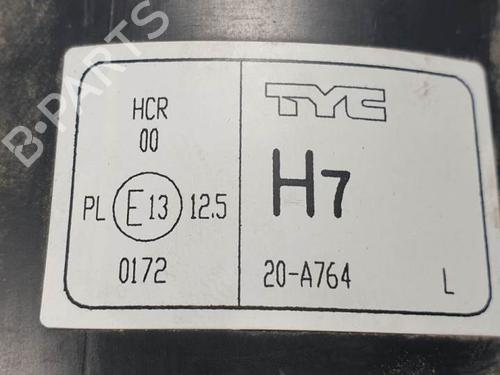 B-PARTS
HCR
00
PL E13 12.5
0172
TYC
H7
20-A764 L